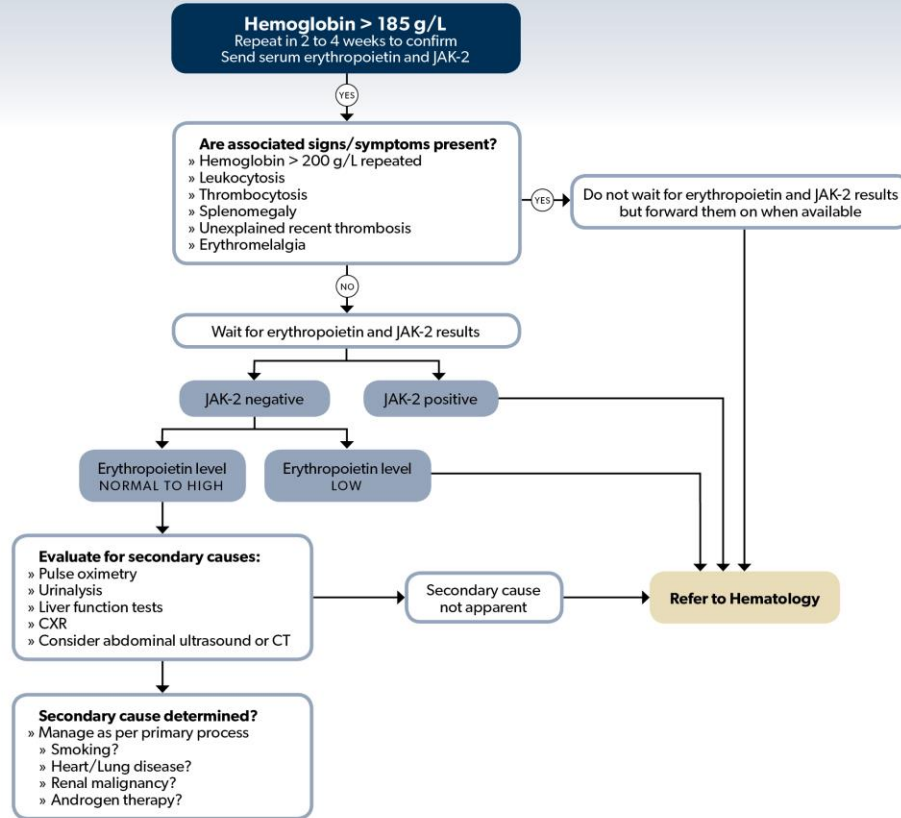 Hemoglobin > 185 g/L
Repeat in 2 to 4 weeks to confirm
Send serum erythropoietin and JAK-2
YES
Are associated signs/symptoms present?
» Hemoglobin > 200 g/L repeated
» Leukocytosis
» Thrombocytosis
» Splenomegaly
» Unexplained recent thrombosis
» Erythromelalgia
YES
Do not wait for erythropoietin and JAK-2 results
but forward them on when available
NO
Wait for erythropoietin and JAK-2 results
JAK-2 negative
JAK-2 positive
Erythropoietin level
NORMAL TO HIGH
Erythropoietin level
LOW
Evaluate for secondary causes:
» Pulse oximetry
» Urinalysis
» Liver function tests
» CXR
» Consider abdominal ultrasound or CT
Secondary cause
not apparent
Refer to Hematology
Secondary cause determined?
» Manage as per primary process
» Smoking?
» Heart/Lung disease?
» Renal malignancy?
» Androgen therapy?